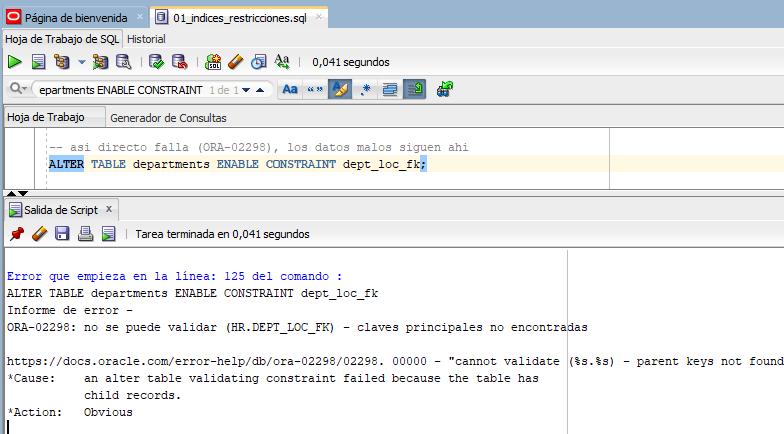 Página de bienvenida
01_indices_restricciones.sql
Hoja de Trabajo de SQL Historial
0,041 segundos
epartments ENABLE CONSTRAINT 1 de 1 Aa “ ” .*
Hoja de Trabajo Generador de Consultas
-- asi directo falla (ORA-02298), los datos malos siguen ahi
ALTER TABLE departments ENABLE CONSTRAINT dept_loc_fk;
Salida de Script x
Tarea terminada en 0,041 segundos
Error que empieza en la línea: 125 del comando :
ALTER TABLE departments ENABLE CONSTRAINT dept_loc_fk
Informe de error -
ORA-02298: no se puede validar (HR.DEPT_LOC_FK) - claves principales no encontradas
https://docs.oracle.com/error-help/db/ora-02298/02298. 00000 - "cannot validate (%s.%s) - parent keys not found
*Cause: an alter table validating constraint failed because the table has
child records.
*Action: Obvious